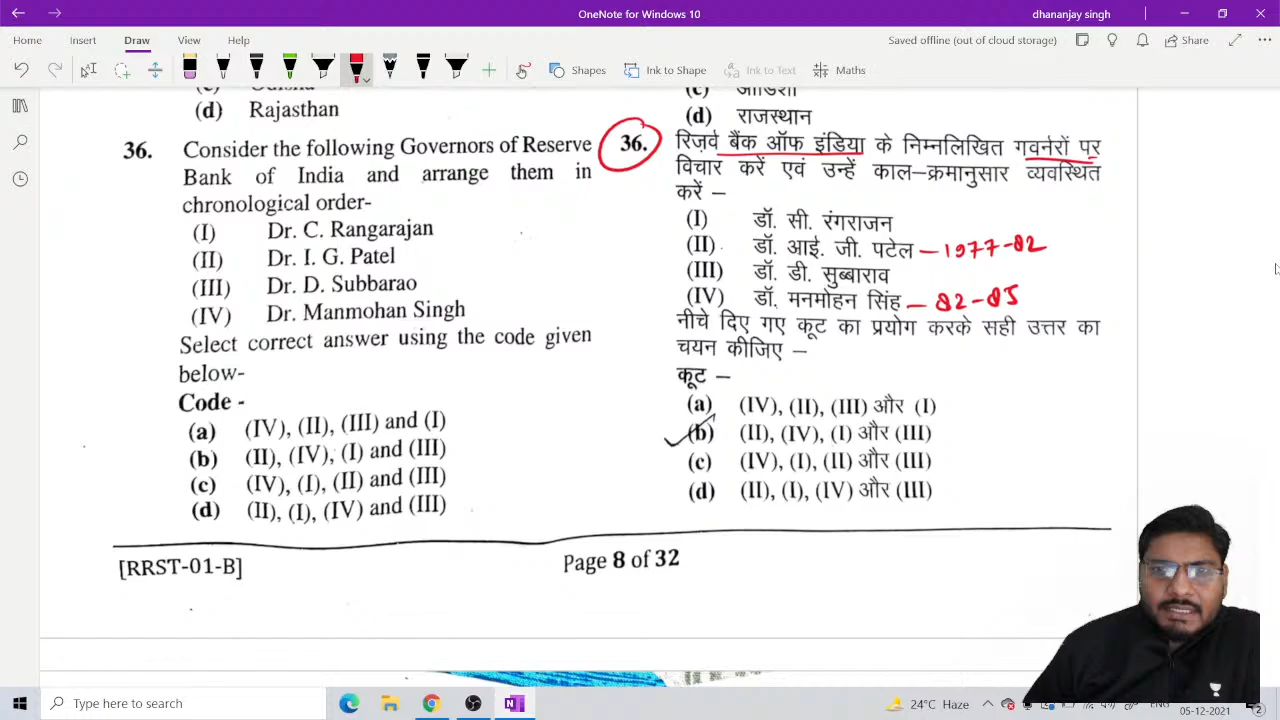 OneNote for Windows 10
dhananjay singh
Home Insert Draw View Help
Saved offline (out of storage) Share
Shapes Ink to Shape Ink to Text Maths
(d) Rajasthan
36. Consider the following Governors of Reserve
Bank of India and arrange them in
chronological order-
(I) Dr. C. Rangarajan
(II) Dr. I. G. Patel
(III) Dr. D. Subbarao
(IV) Dr. Manmohan Singh
Select correct answer using the code given
below-
Code -
(a) (IV), (II), (III) and (I)
(b) (II), (IV), (I) and (III)
(c) (IV), (I), (II) and (III)
(d) (II), (I), (IV) and (III)
(c) ओडिशा
(d) राजस्थान
36. रिज़र्व बैंक ऑफ इंडिया के निम्नलिखित गवर्नरों पर
विचार करें एवं उन्हें काल–क्रमानुसार व्यवस्थित
करें –
(I) डॉ. सी. रंगराजन
(II) डॉ. आई. जी. पटेल – 1977-82
(III) डॉ. डी. सुब्बाराव
(IV) डॉ. मनमोहन सिंह – 82-85
नीचे दिए गए कूट का प्रयोग करके सही उत्तर का
चयन कीजिए –
कूट –
(a) (IV), (II), (III) और (I)
(b) (II), (IV), (I) और (III)
(c) (IV), (I), (II) और (III)
(d) (II), (I), (IV) और (III)
[RRST-01-B] Page 8 of 32
Type here to search
24°C Haze
05-12-2021